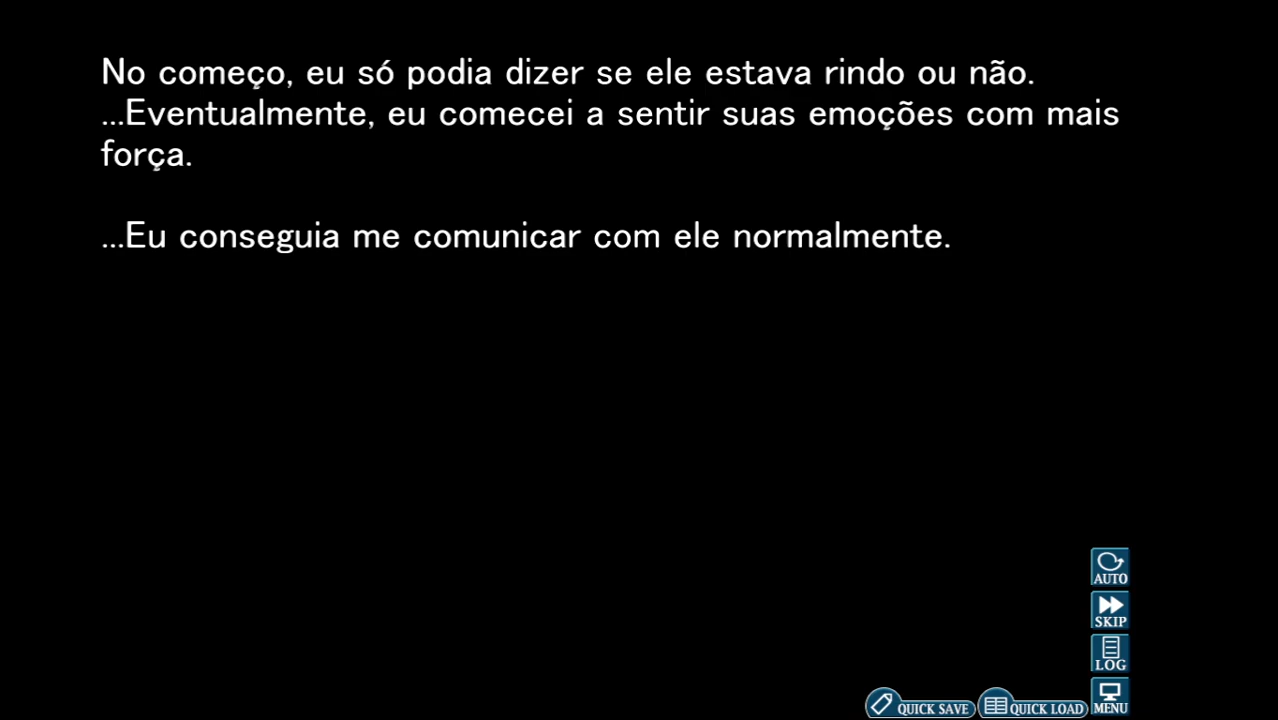 No começo, eu só podia dizer se ele estava rindo ou não.
...Eventualmente, eu comecei a sentir suas emoções com mais
força.
...Eu conseguia me comunicar com ele normalmente.
AUTO
SKIP
LOG
MENU
QUICK SAVE
QUICK LOAD